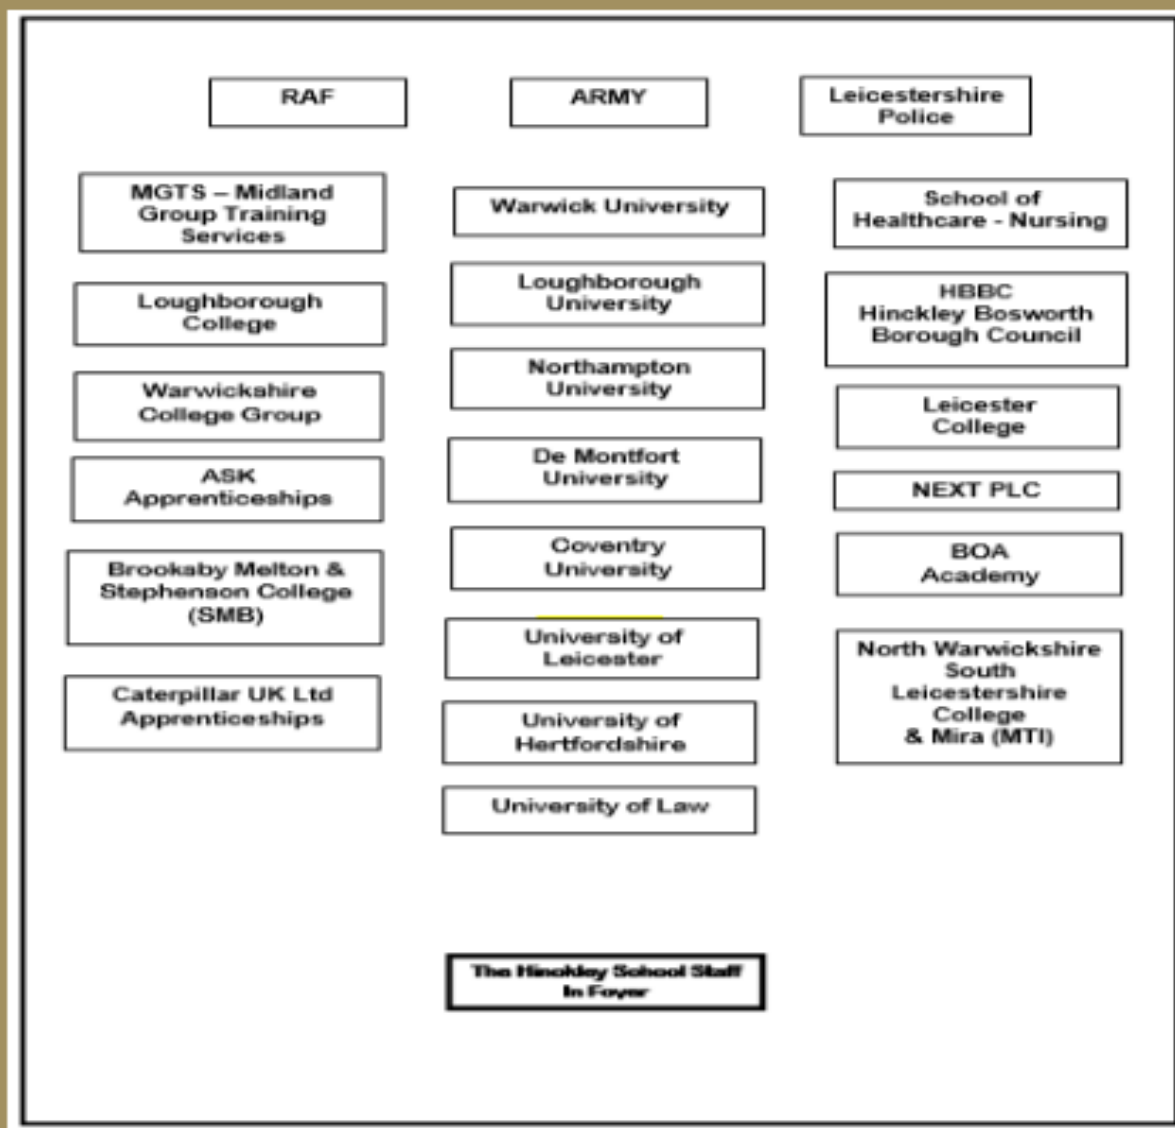 RAF
ARMY
Leicestershire
Police
MGTS – Midland
Group Training
Services
Loughborough
College
Warwickshire
College Group
ASK
Apprenticeships
Brooksby Melton &
Stephenson College
(SMB)
Caterpillar UK Ltd
Apprenticeships
Warwick University
Loughborough
University
Northampton
University
De Montfort
University
Coventry
University
University of
Leicester
University of
Hertfordshire
University of Law
School of
Healthcare - Nursing
HBBC
Hinckley Bosworth
Borough Council
Leicester
College
NEXT PLC
BOA
Academy
North Warwickshire
South
Leicestershire
College
& Mira (MTI)
The Hinckley School Staff
In Foyer